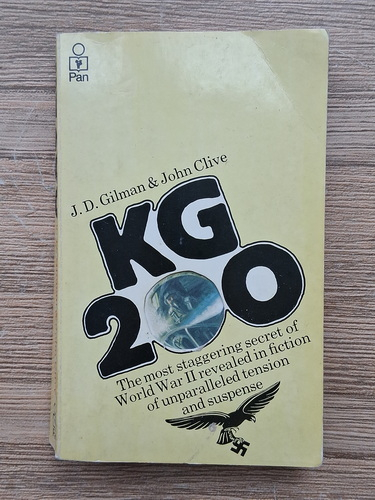 Pan
J. D. Gilman & John Clive
KG
200
The most staggering secret of
World War II revealed in fiction
of unparalleled tension
and suspense